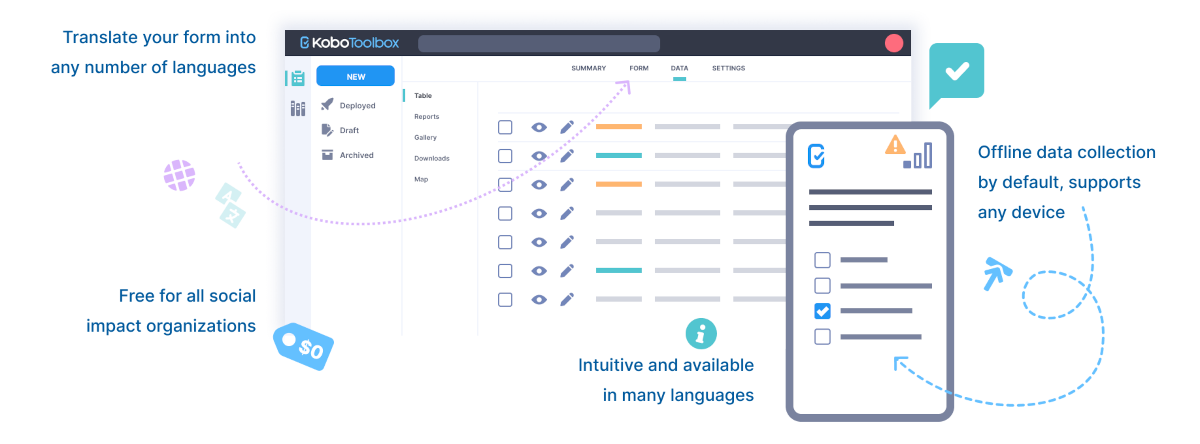 Translate your form into
any number of languages
KoboToolbox
NEW
Deployed
Draft
Archived
SUMMARY FORM DATA SETTINGS
Table
Reports
Gallery
Downloads
Map
Offline data collection
by default, supports
any device
Free for all social
impact organizations
$0
Intuitive and available
in many languages